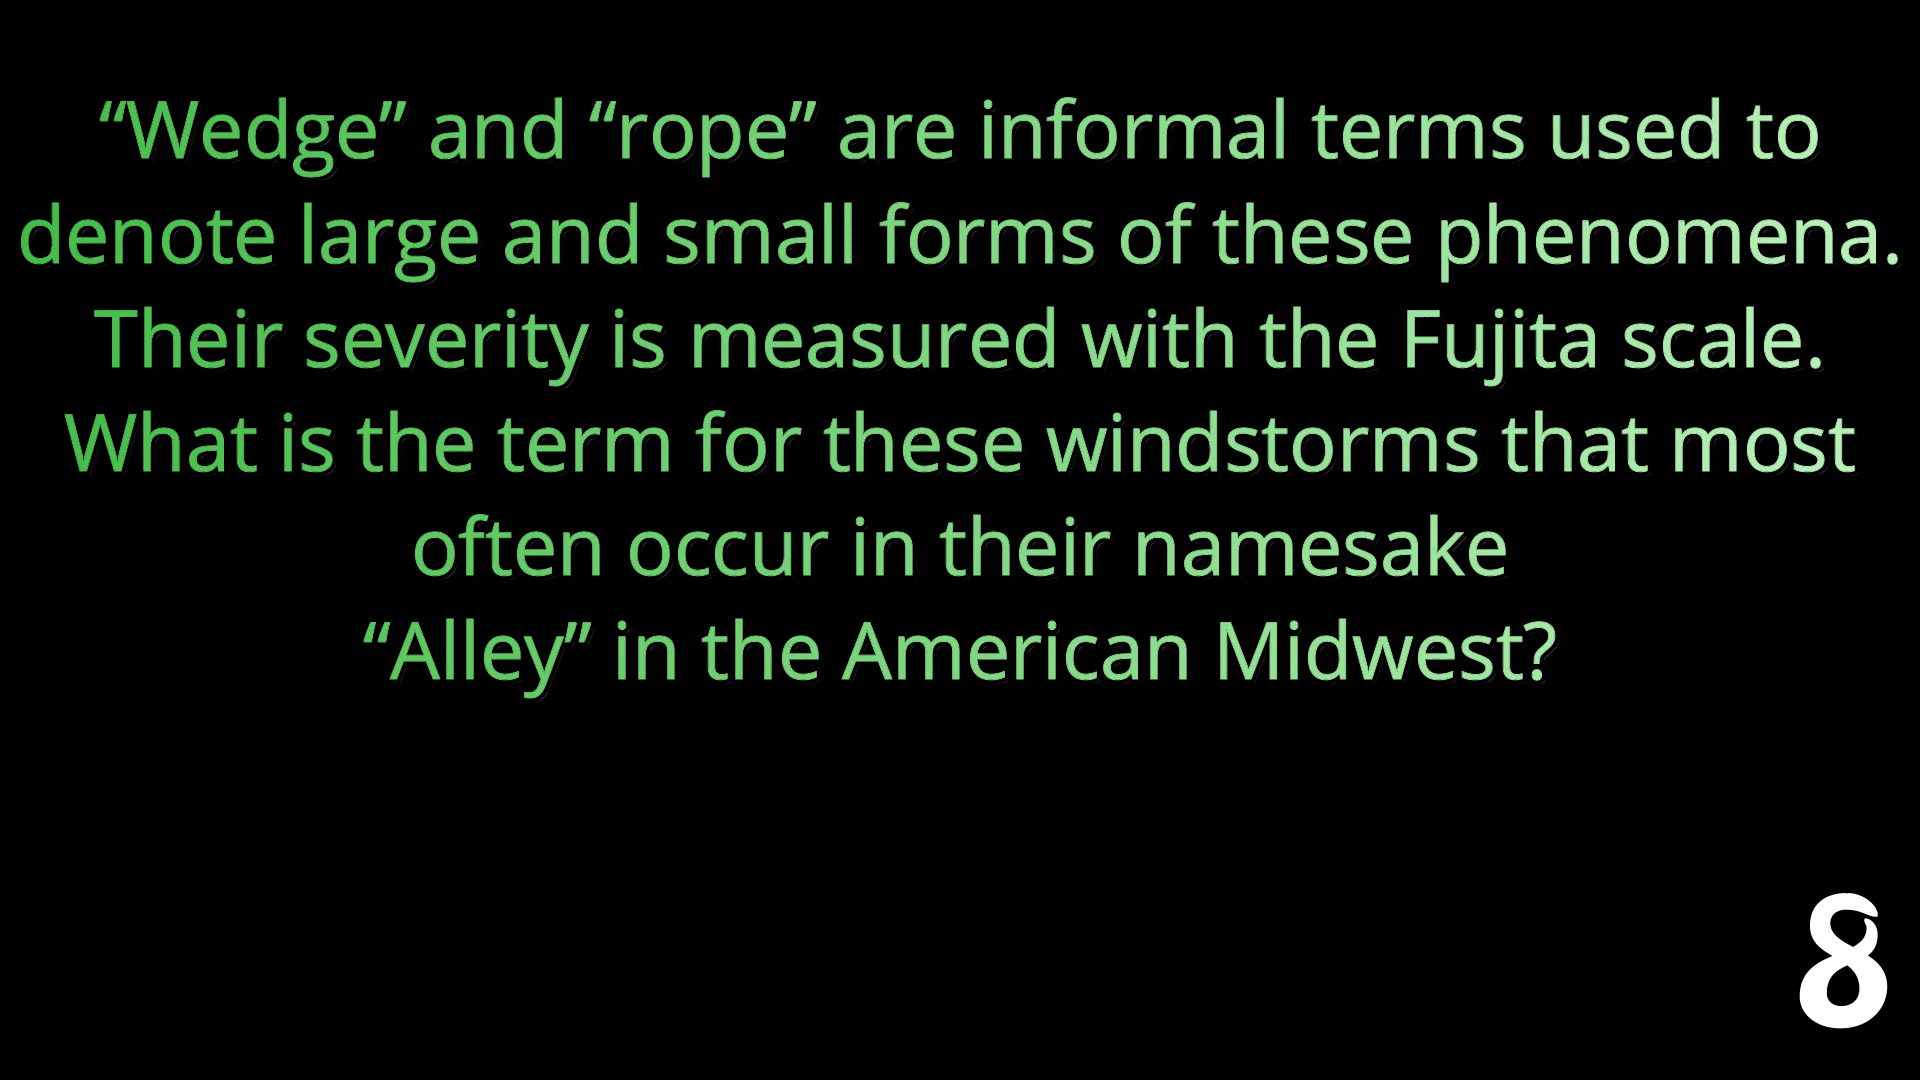 “Wedge” and “rope” are informal terms used to
denote large and small forms of these phenomena.
Their severity is measured with the Fujita scale.
What is the term for these windstorms that most
often occur in their namesake
“Alley” in the American Midwest?
8